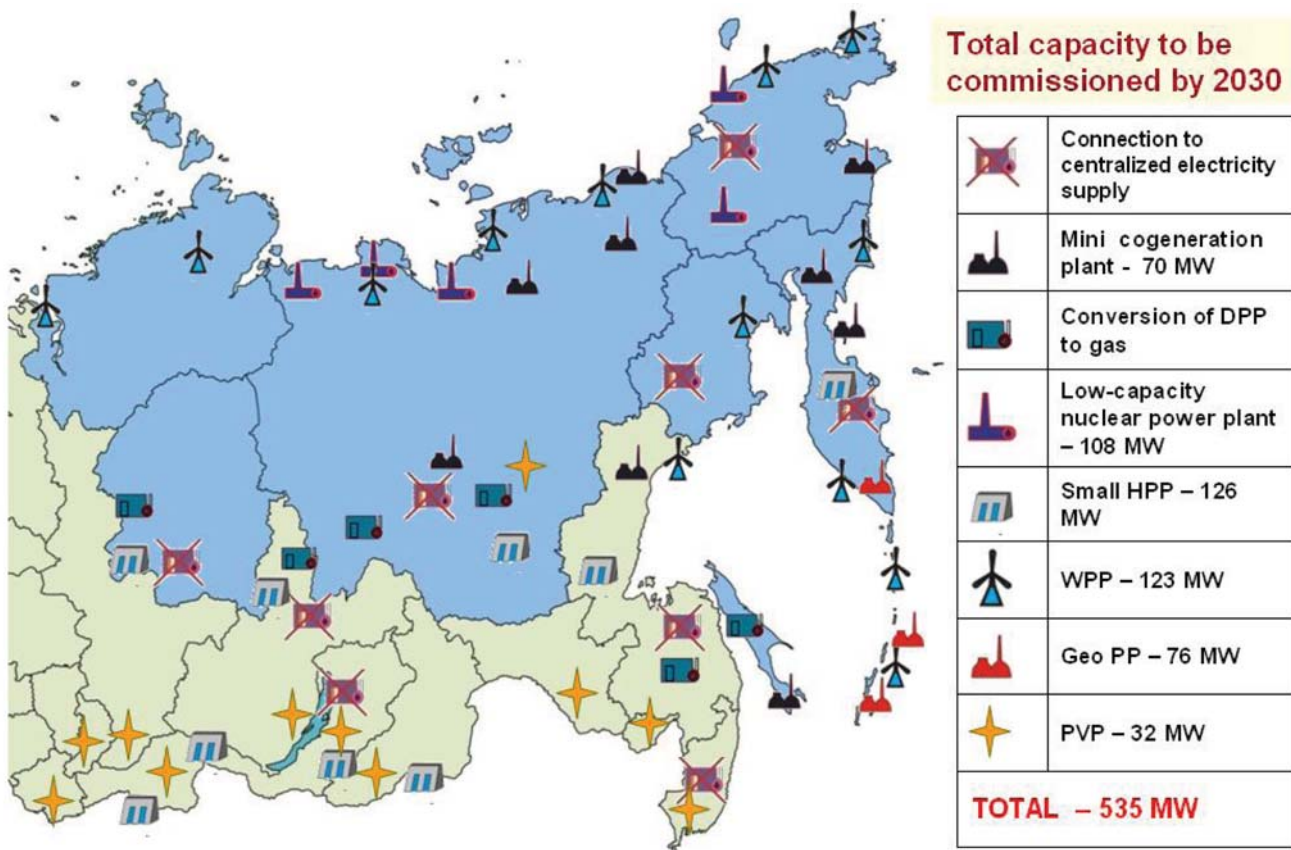 Total capacity to be
commissioned by 2030
Connection to
centralized electricity
supply
Mini cogeneration
plant - 70 MW
Conversion of DPP
to gas
Low-capacity
nuclear power plant
– 108 MW
Small HPP – 126
MW
WPP – 123 MW
Geo PP – 76 MW
PVP – 32 MW
TOTAL – 535 MW